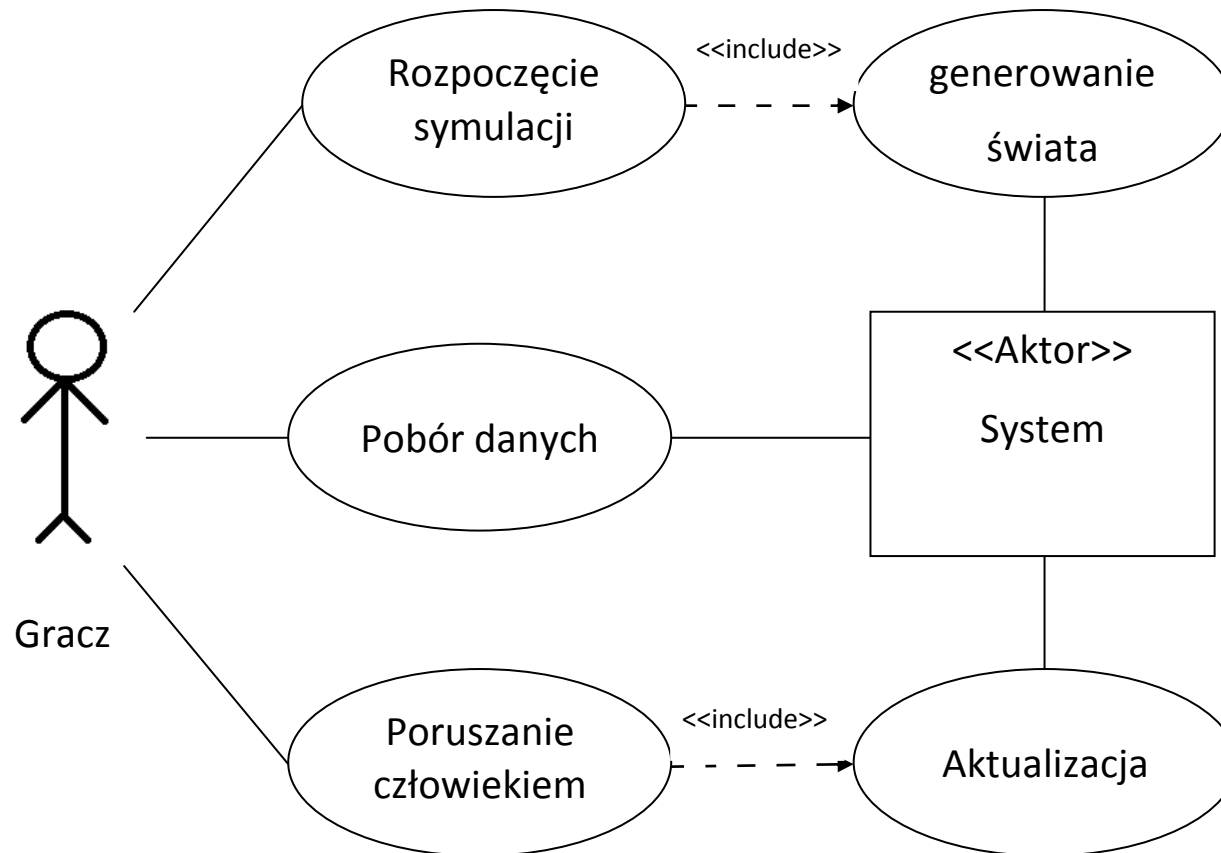 Rozpoczęcie
symulacji
<<include>>
generowanie
świata
<<Aktor>>
System
Pobór danych
Gracz
Poruszanie
człowiekiem
<<include>>
Aktualizacja